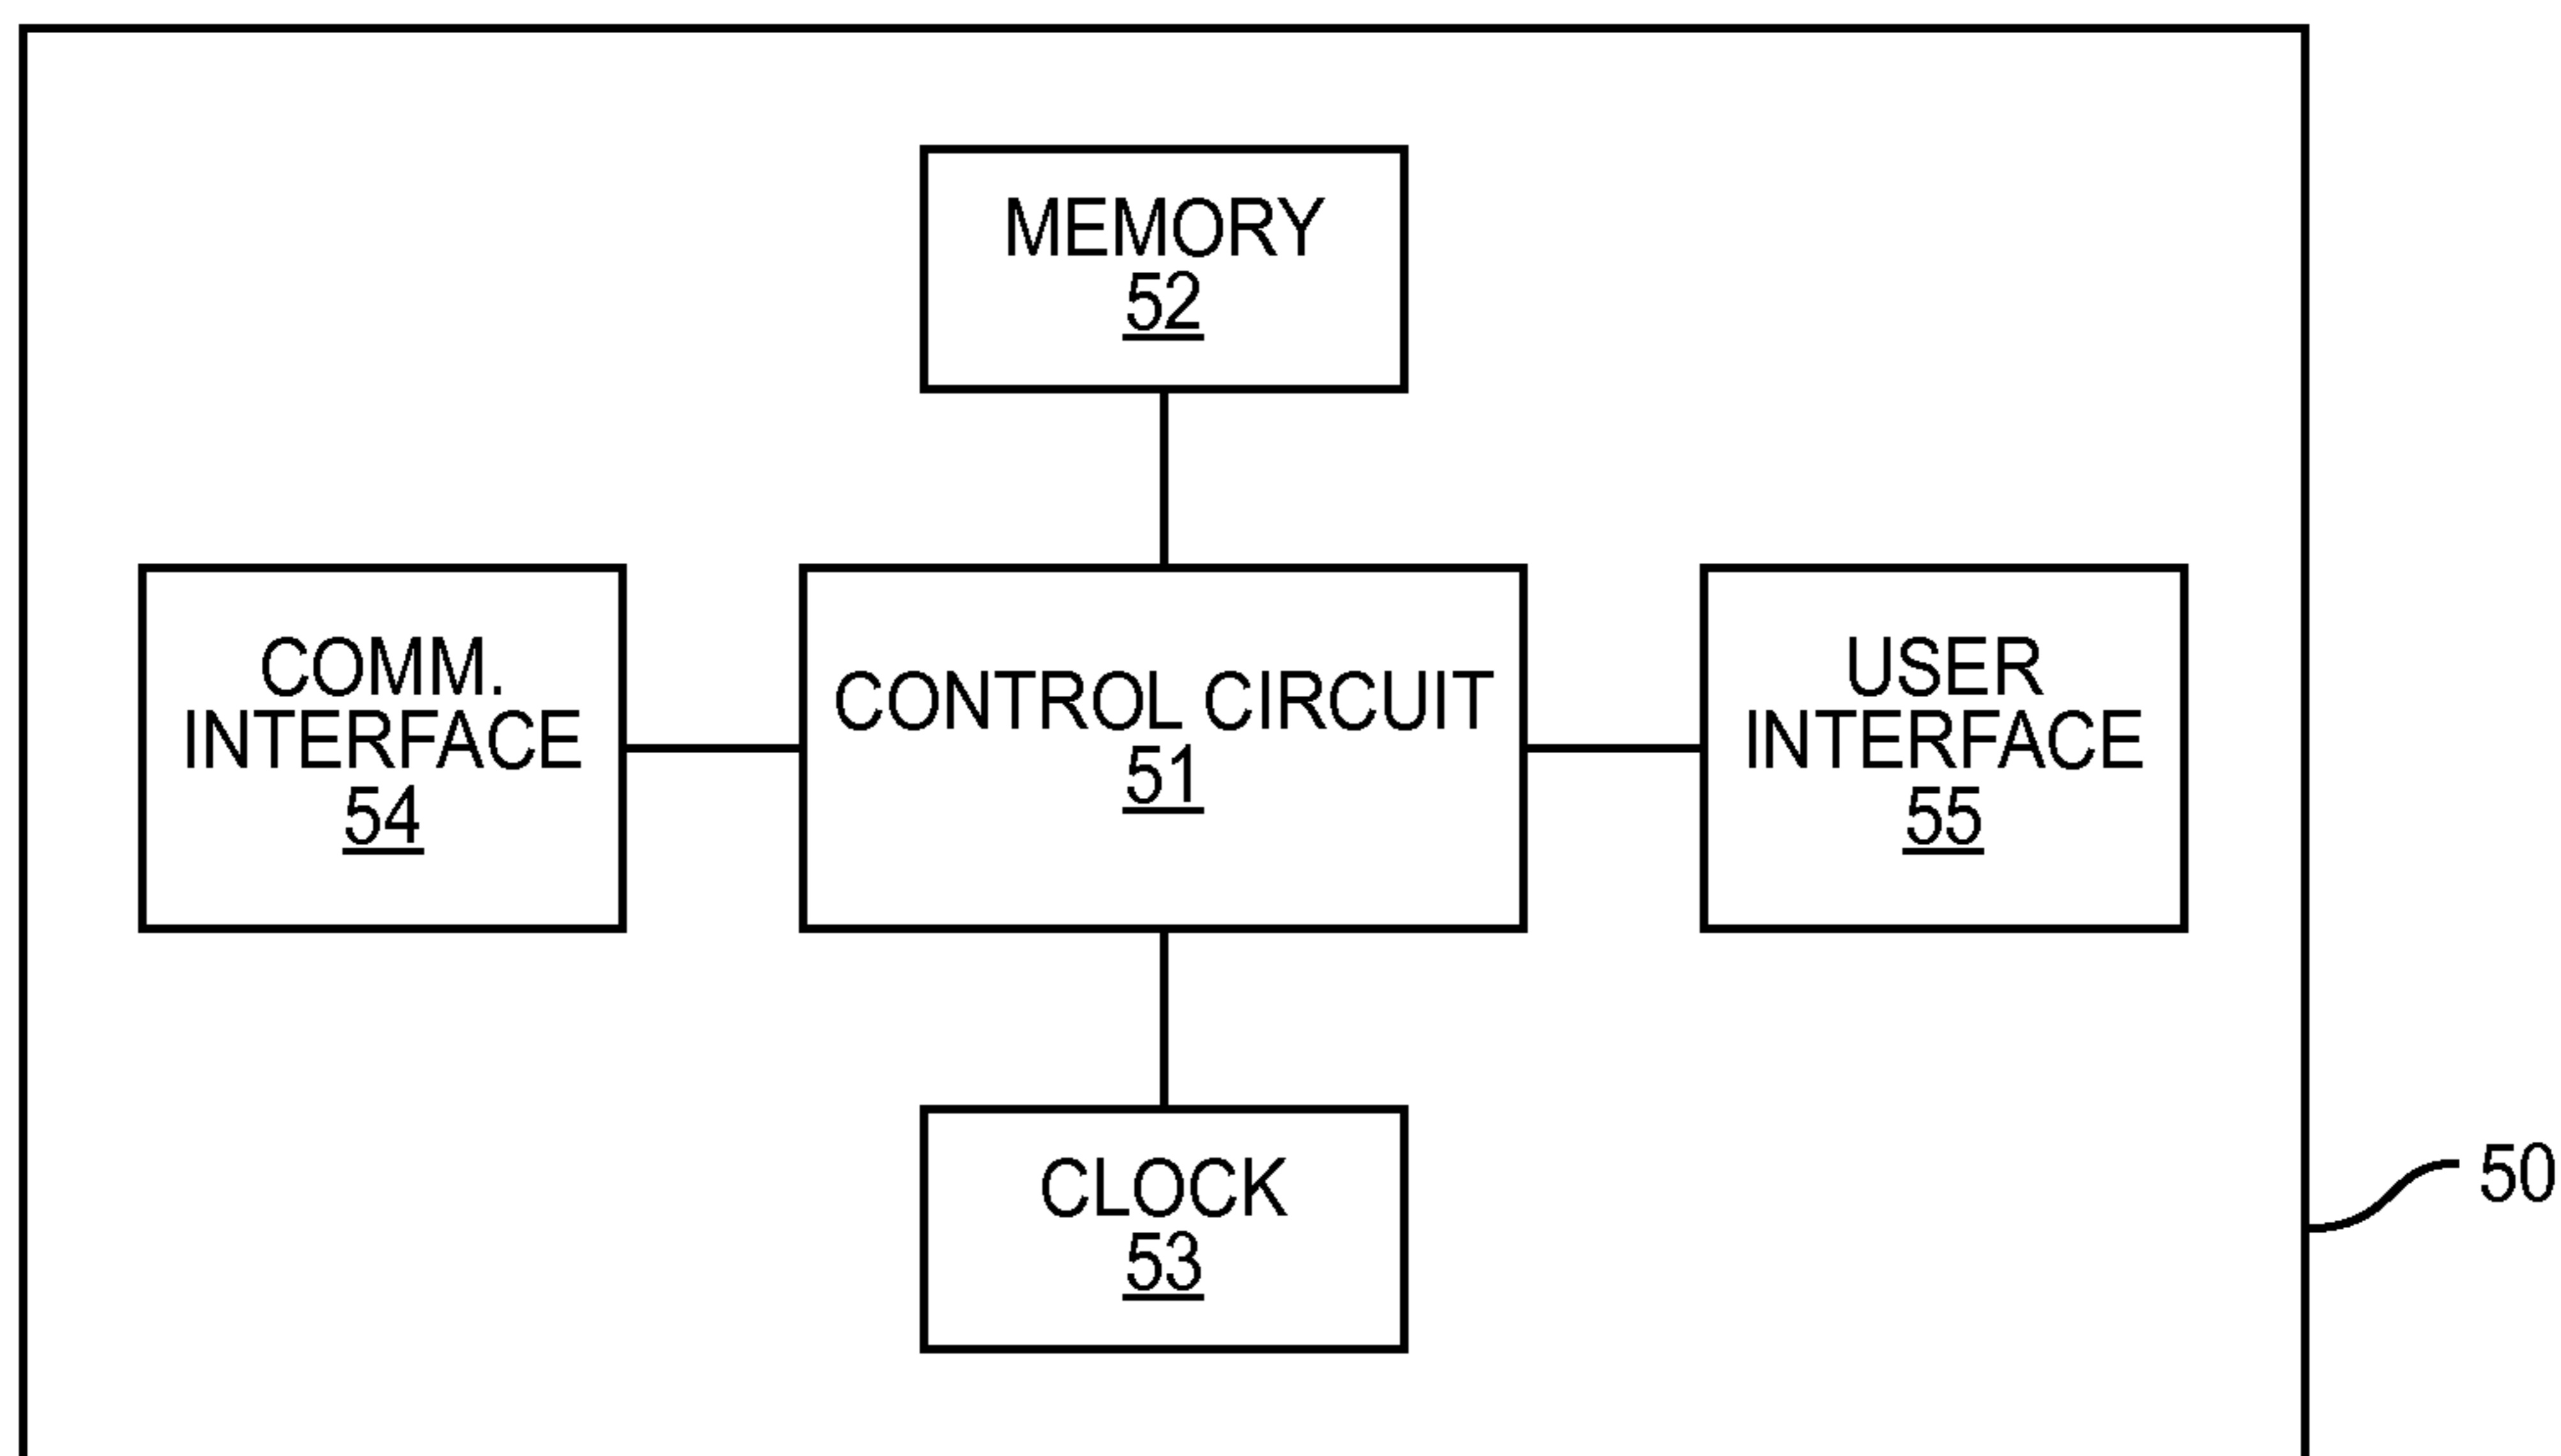 MEMORY
52
COMM.
INTERFACE
54
CONTROL CIRCUIT
51
USER
INTERFACE
55
CLOCK
53
50